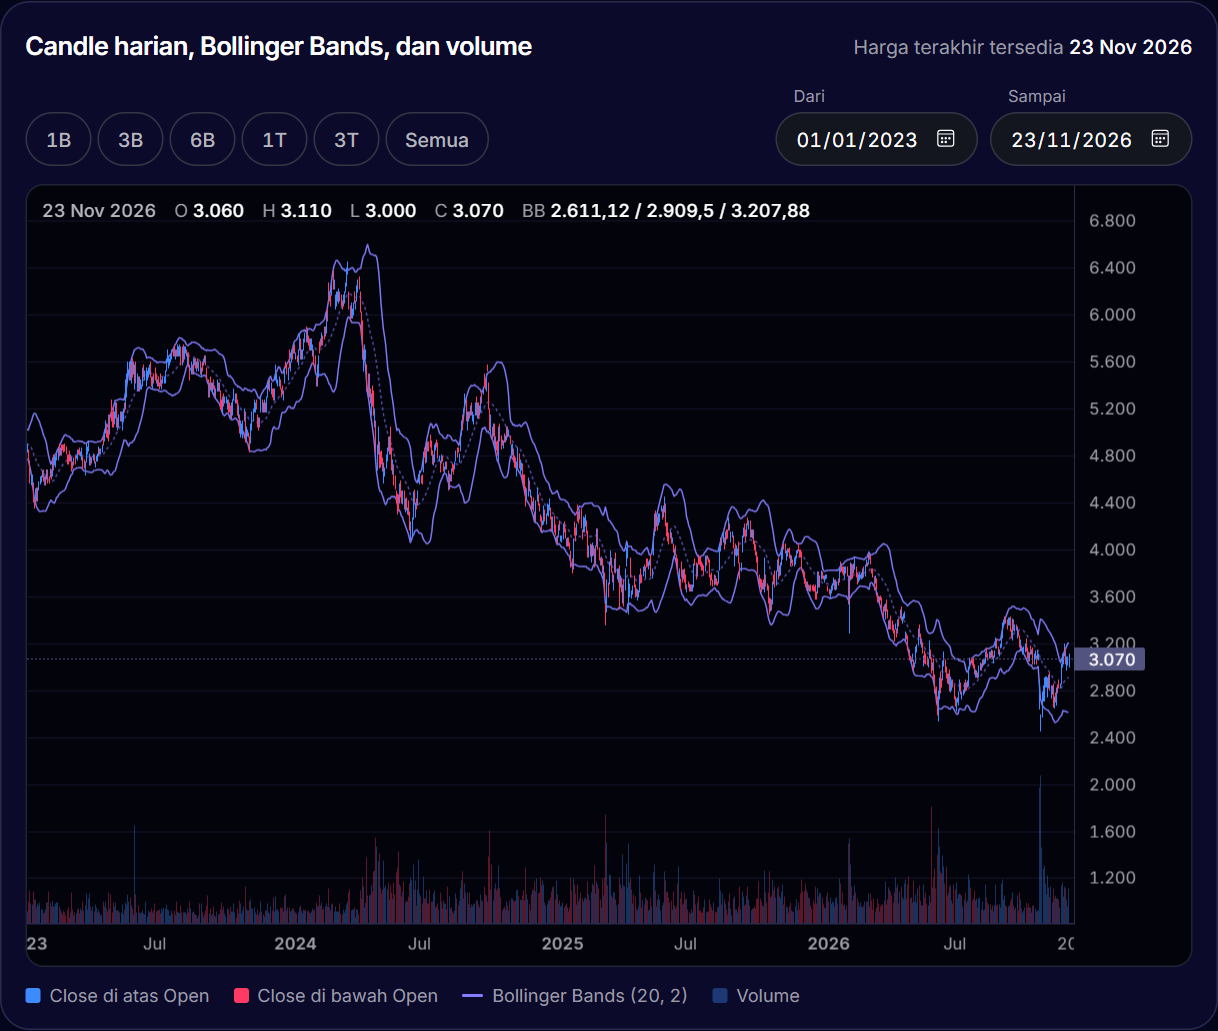 Candle harian, Bollinger Bands, dan volume
Harga terakhir tersedia 23 Nov 2026
Dari
Sampai
1B 3B 6B 1T 3T Semua
01/01/2023
23/11/2026
23 Nov 2026 O 3.060 H 3.110 L 3.000 C 3.070 BB 2.611,12 / 2.909,5 / 3.207,88
6.800
6.400
6.000
5.600
5.200
4.800
4.400
4.000
3.600
3.200
3.070
2.800
2.400
2.000
1.600
1.200
23 Jul 2024 Jul 2025 Jul 2026 Jul 20
Close di atas Open Close di bawah Open Bollinger Bands (20, 2) Volume